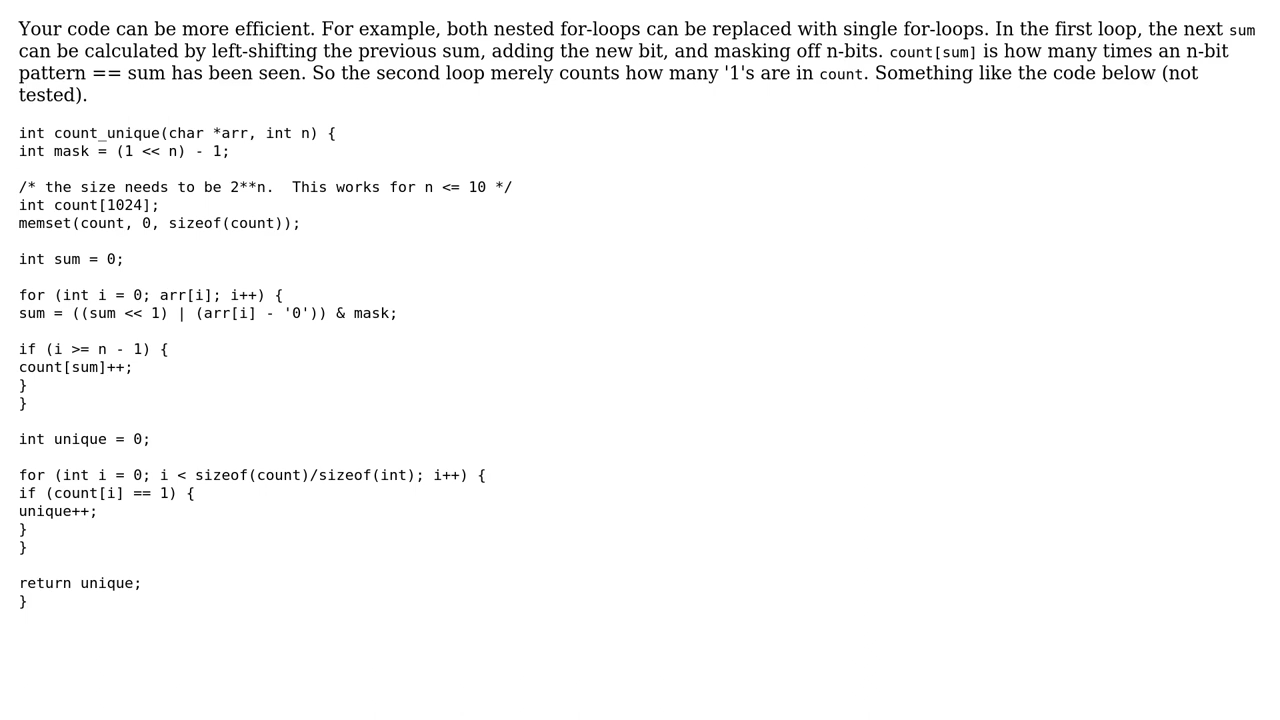 Your code can be more efficient. For example, both nested for-loops can be replaced with single for-loops. In the first loop, the next sum
can be calculated by left-shifting the previous sum, adding the new bit, and masking off n-bits. count[sum] is how many times an n-bit
pattern == sum has been seen. So the second loop merely counts how many '1's are in count. Something like the code below (not
tested).
int count_unique(char *arr, int n) {
int mask = (1 << n) - 1;
/* the size needs to be 2**n.  This works for n <= 10 */
int count[1024];
memset(count, 0, sizeof(count));
int sum = 0;
for (int i = 0; arr[i]; i++) {
sum = ((sum << 1) | (arr[i] - '0')) & mask;
if (i >= n - 1) {
count[sum]++;
}
}
int unique = 0;
for (int i = 0; i < sizeof(count)/sizeof(int); i++) {
if (count[i] == 1) {
unique++;
}
}
return unique;
}